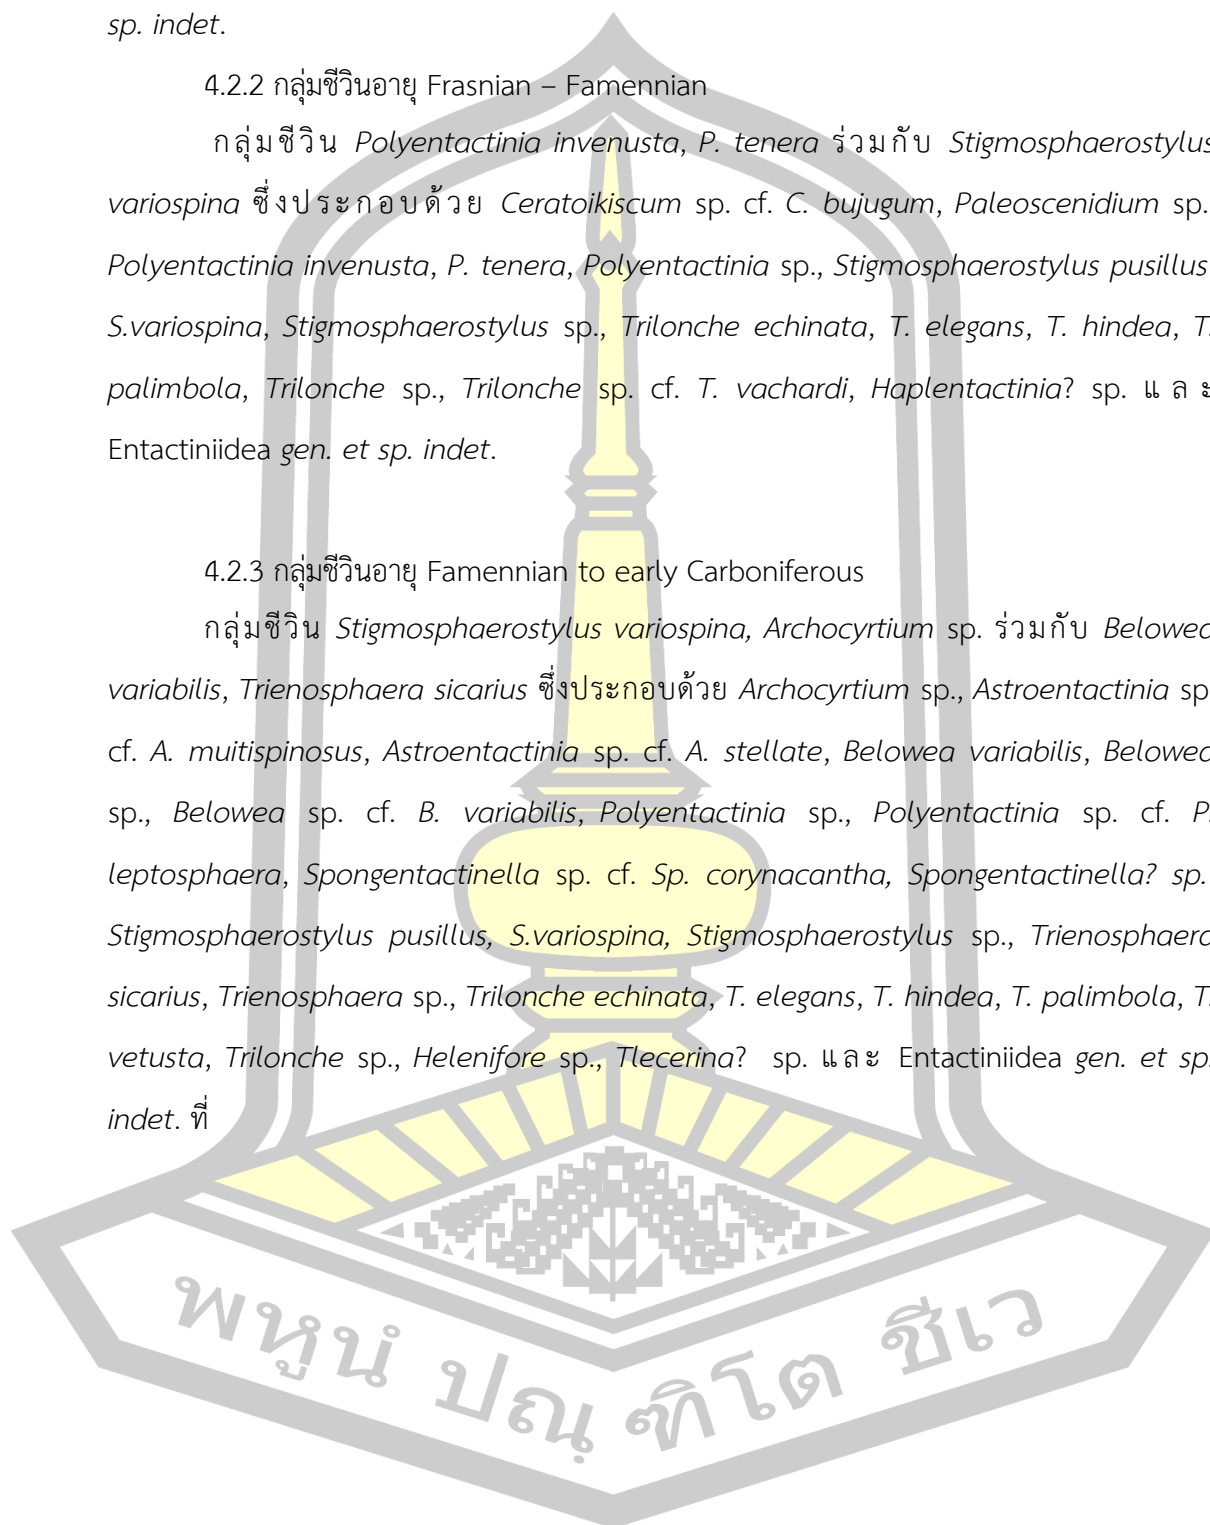 sp. indet.
4.2.2 กลุ่มชีวินอายุ Frasnian – Famennian
กลุ่มชีวิน Polyentactinia invenusta, P. tenera ร่วมกับ Stigmosphaerostylus
variospina ซึ่งประกอบด้วย Ceratoikiscum sp. cf. C. bujugum, Paleoscenidium sp.
Polyentactinia invenusta, P. tenera, Polyentactinia sp., Stigmosphaerostylus pusillus
S.variospina, Stigmosphaerostylus sp., Trilonche echinata, T. elegans, T. hindea, T.
palimbola, Trilonche sp., Trilonche sp. cf. T. vachardi, Haplentactinia? sp. และ
Entactiniidea gen. et sp. indet.
4.2.3 กลุ่มชีวินอายุ Famennian to early Carboniferous
กลุ่มชีวิน Stigmosphaerostylus variospina, Archocyrtium sp. ร่วมกับ Belowea
variabilis, Trienosphaera sicarius ซึ่งประกอบด้วย Archocyrtium sp., Astroentactinia sp
cf. A. muitispinosus, Astroentactinia sp. cf. A. stellate, Belowea variabilis, Belowea
sp., Belowea sp. cf. B. variabilis, Polyentactinia sp., Polyentactinia sp. cf. P.
leptosphaera, Spongentactinella sp. cf. Sp. corynacantha, Spongentactinella? sp.
Stigmosphaerostylus pusillus, S.variospina, Stigmosphaerostylus sp., Trienosphaera
sicarius, Trienosphaera sp., Trilonche echinata, T. elegans, T. hindea, T. palimbola, T.
vetusta, Trilonche sp., Helenifore sp., Tlecerina? sp. และ Entactiniidea gen. et sp.
indet. ที่
พหูนํ ปณฺฑิโต ชีเว